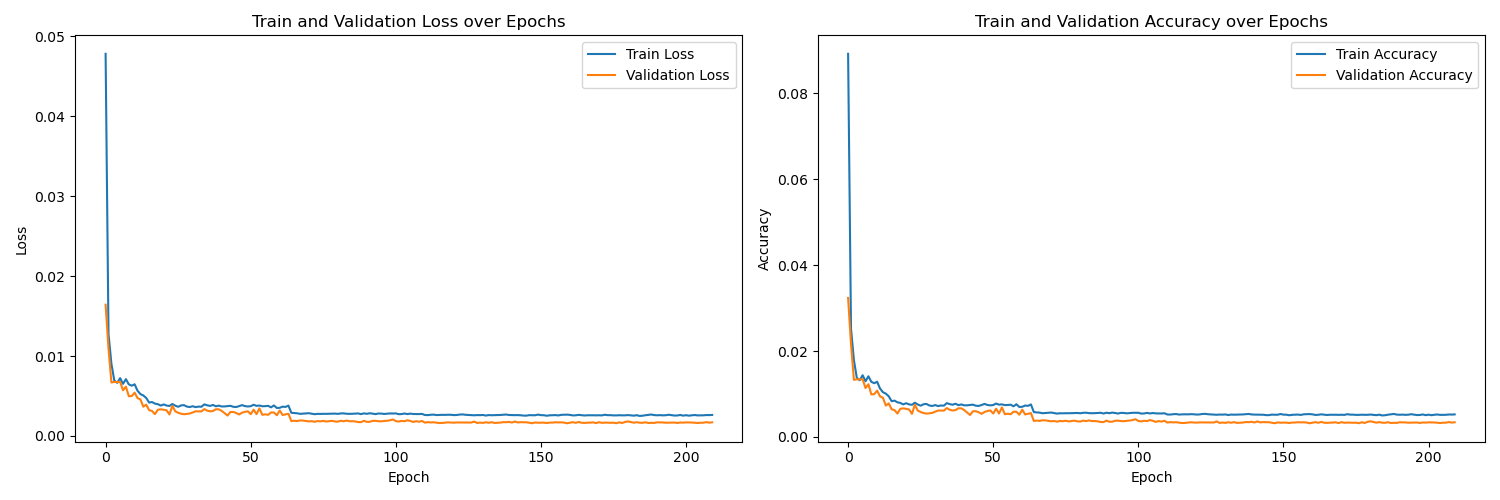 Train and Validation Loss over Epochs
Train Loss
Validation Loss
0.05
0.04
0.03
0.02
0.01
0.00
Loss
0
50
100
150
200
Epoch
Train and Validation Accuracy over Epochs
Train Accuracy
Validation Accuracy
0.08
0.06
0.04
0.02
0.00
Accuracy
0
50
100
150
200
Epoch